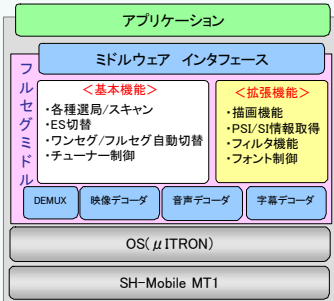 アプリケーション
ミドルウェア インタフェース
フルセグミドル
＜基本機能＞
・各種選局/スキャン
・ES切替
・ワンセグ/フルセグ自動切替
・チューナー制御
＜拡張機能＞
・描画機能
・PSI/SI情報取得
・フィルタ機能
・フォント制御
DEMUX
映像デコーダ
音声デコーダ
字幕デコーダ
OS(μITRON)
SH-Mobile MT1